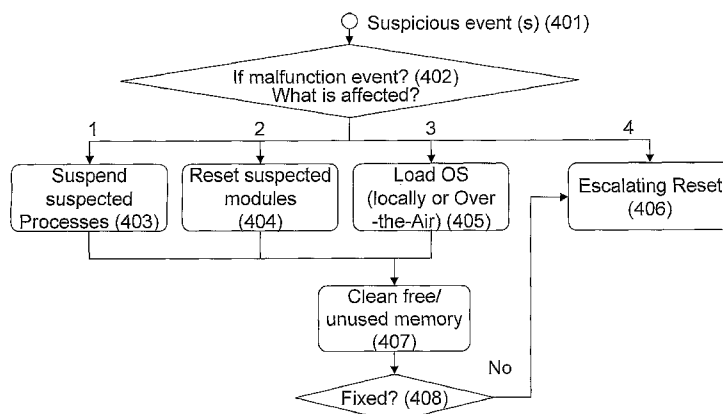 Suspicious event (s) (401)
If malfunction event? (402)
What is affected?
1
2
3
4
Suspend
suspected
Processes (403)
Reset suspected
modules
(404)
Load OS
(locally or Over
-the-Air) (405)
Escalating Reset
(406)
Clean free/
unused memory
(407)
No
Fixed? (408)